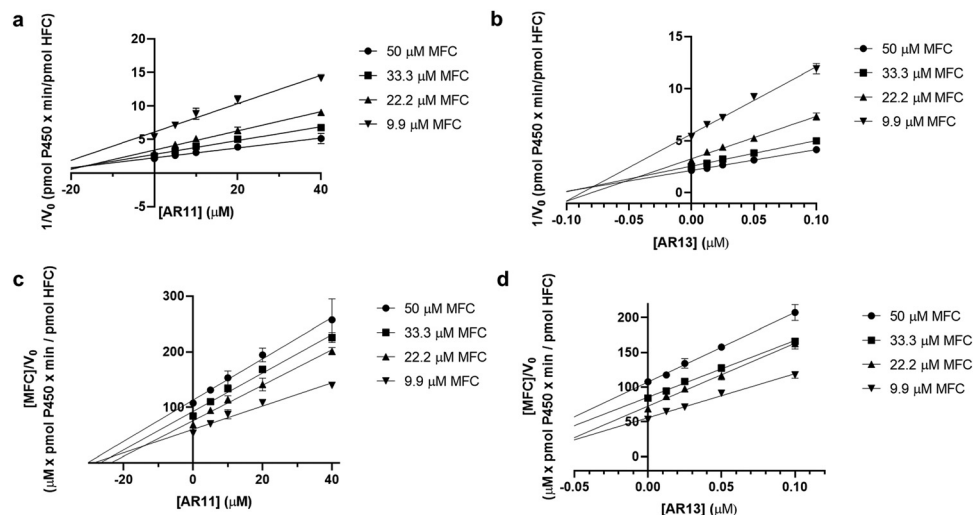 a
1/V₀ (pmol P450 x min/pmol HFC)
20
15
10
5
-5
-20
20
40
[AR11] (µM)
50 µM MFC
33.3 µM MFC
22.2 µM MFC
9.9 µM MFC
b
1/V₀ (pmol P450 x min/pmol HFC)
15
10
5
0
-0.10
-0.05
0.00
0.05
0.10
[AR13] (µM)
50 µM MFC
33.3 µM MFC
22.2 µM MFC
9.9 µM MFC
c
[MFC]/V₀
(µM x pmol P450 x min / pmol HFC)
300
200
100
-20
0
20
40
[AR11] (µM)
50 µM MFC
33.3 µM MFC
22.2 µM MFC
9.9 µM MFC
d
[MFC]/V₀
(µM x pmol P450 x min / pmol HFC)
200
150
100
50
0
-0.05
0.00
0.05
0.10
[AR13] (µM)
50 µM MFC
33.3 µM MFC
22.2 µM MFC
9.9 µM MFC